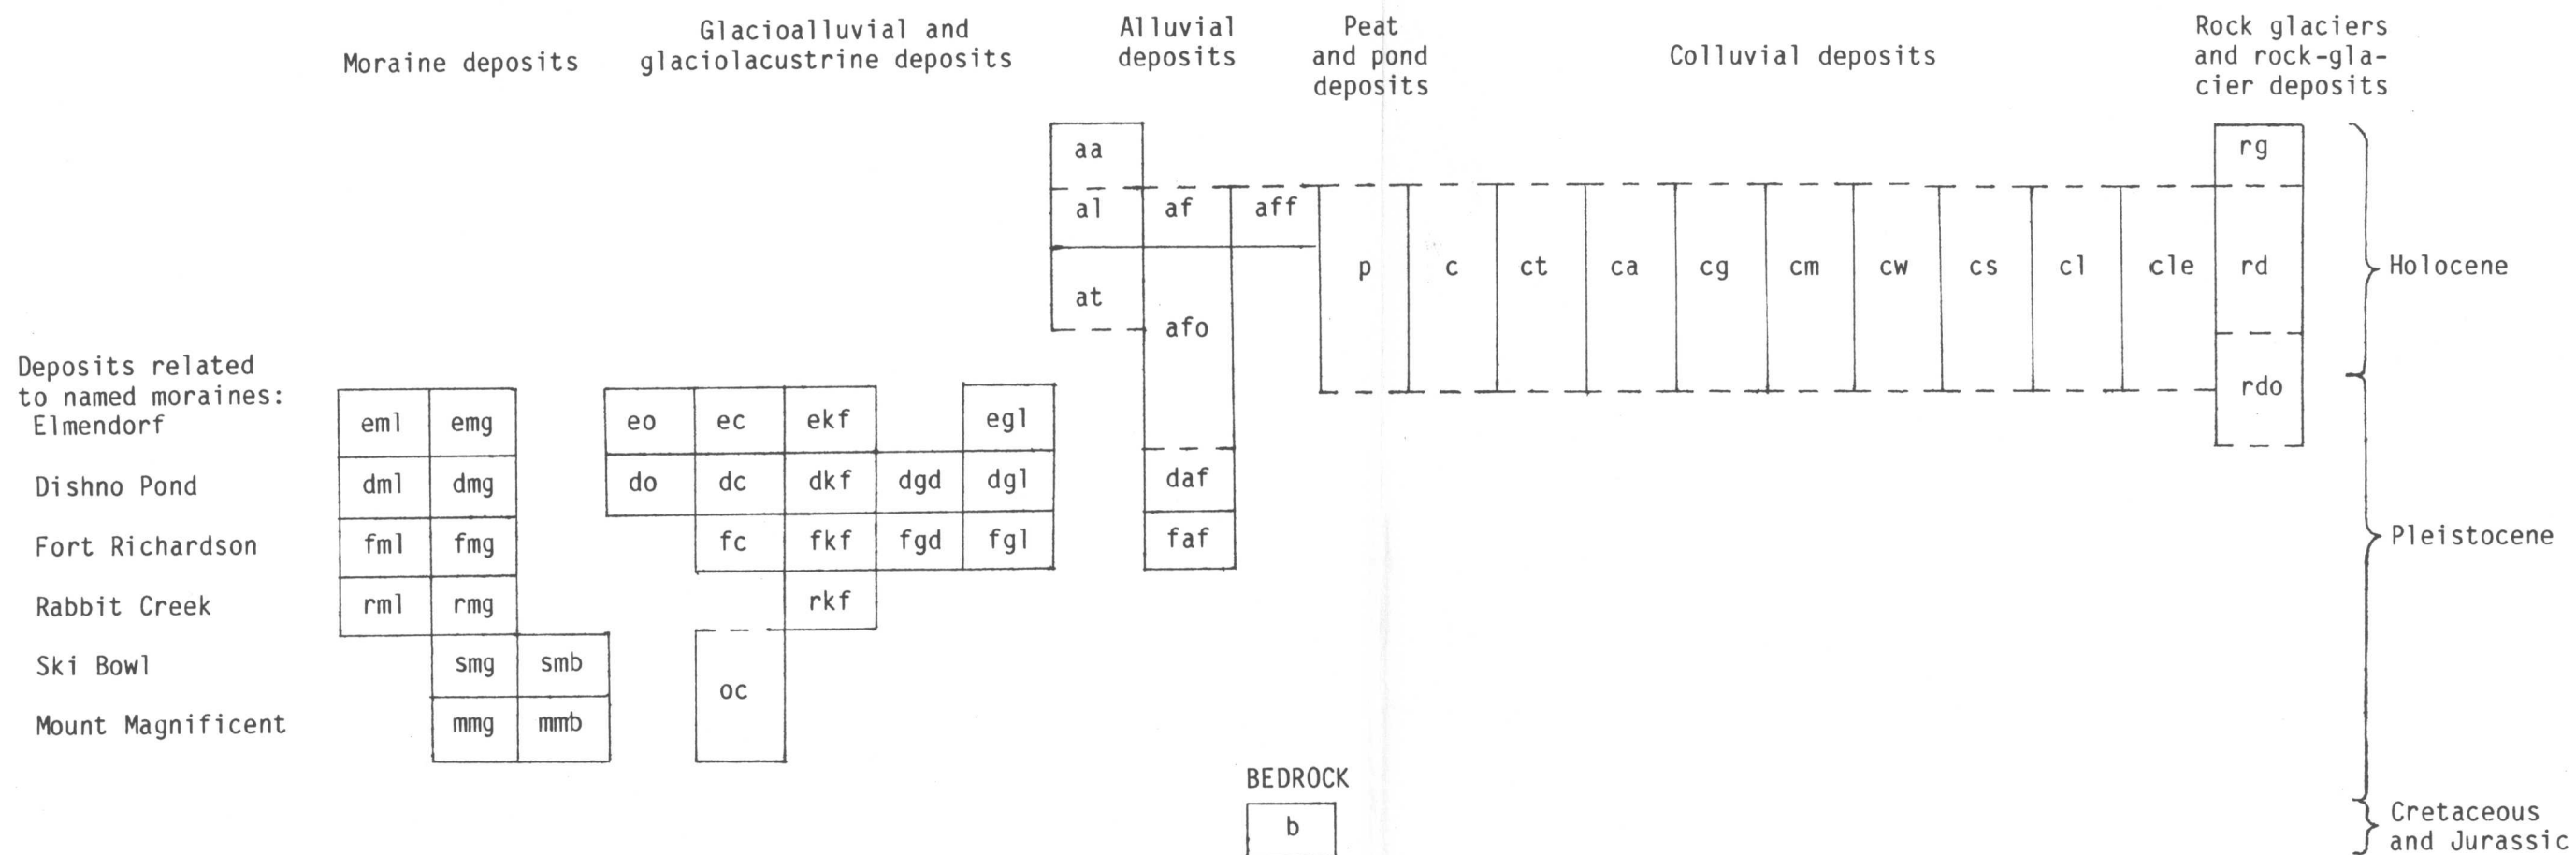 Moraine deposits
Glacioalluvial and
glaciolacustrine deposits
Alluvial
deposits
Peat
and pond
deposits
Colluvial deposits
Rock glaciers
and rock-gla-
cier deposits
aa
rg
al af aff
p c ct ca cg cm cw cs cl cle rd
Holocene
at
afo
Deposits related
to named moraines:
Elmendorf
eml emg eo ec ekf egl
rdo
Dishno Pond
dml dmg do dc dkf dgd dgl daf
Fort Richardson
fml fmg fc fkf fgd fgl faf
Pleistocene
Rabbit Creek
rml rmg rkf
Ski Bowl
smg smb
oc
Mount Magnificent
mmg mmb
BEDROCK
b
Cretaceous
and Jurassic